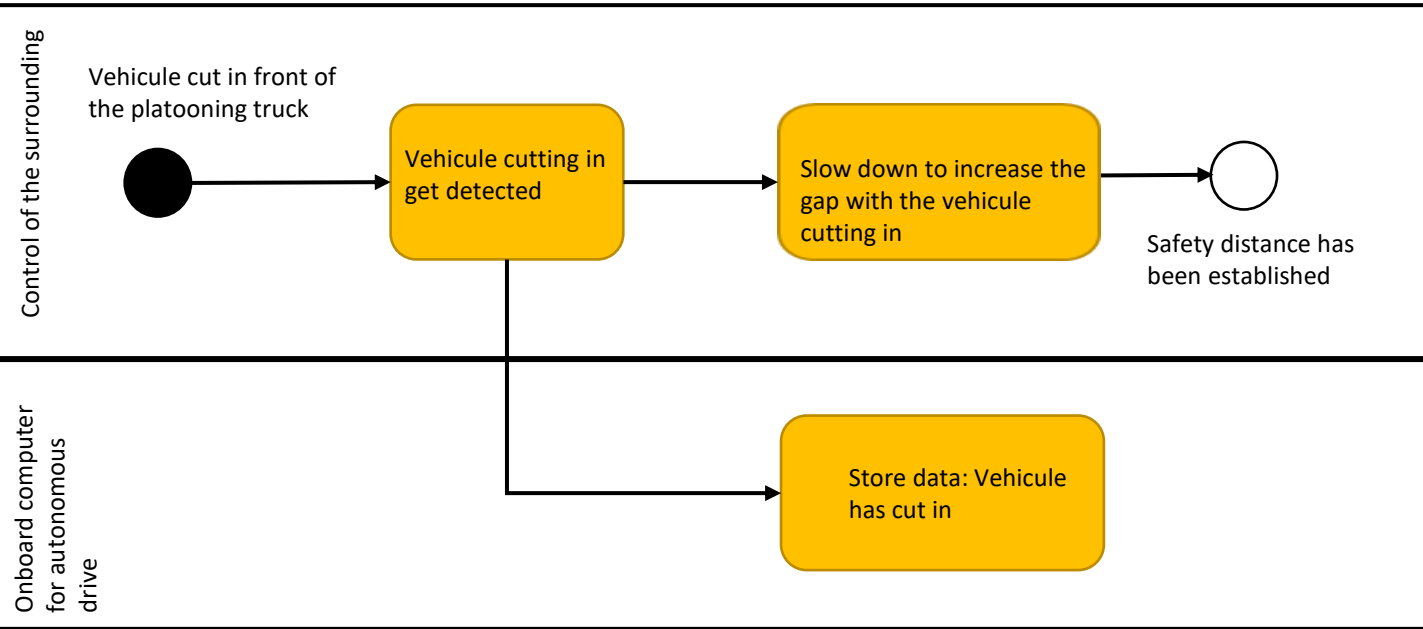 Control of the surrounding
Vehicule cut in front of
the platooning truck
Vehicule cutting in
get detected
Slow down to increase the
gap with the vehicule
cutting in
Safety distance has
been established
Onboard computer
for autonomous
drive
Store data: Vehicule
has cut in